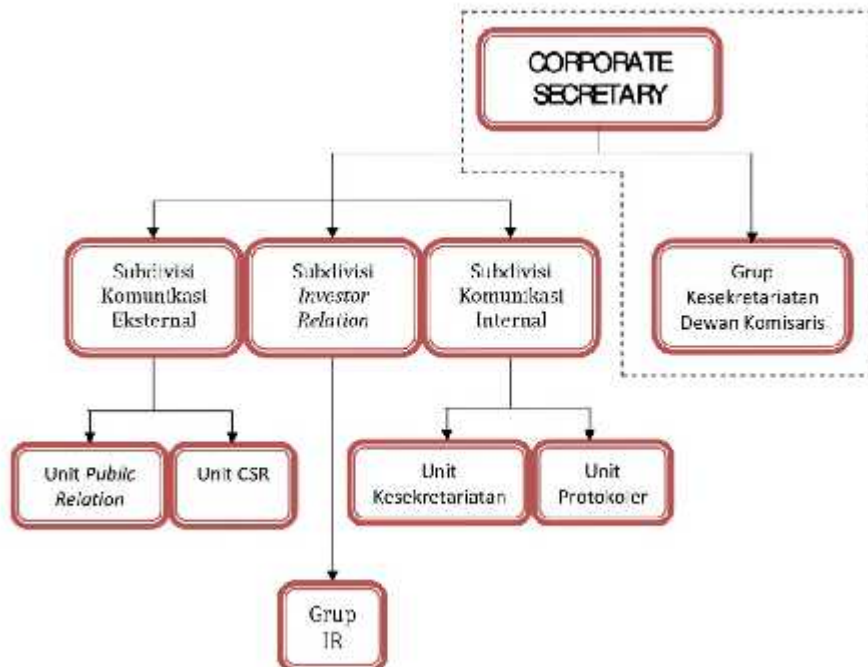 CORPORATE
SECRETARY
Subdivisi
Komunikasi
Eksternal
Subdivisi
Investor
Relation
Subdivisi
Komunikasi
Internal
Grup
Kesekretariatan
Dewan Komisaris
Unit Public
Relation
Unit CSR
Unit
Kesekretariatan
Unit
Protokoler
Grup
IR